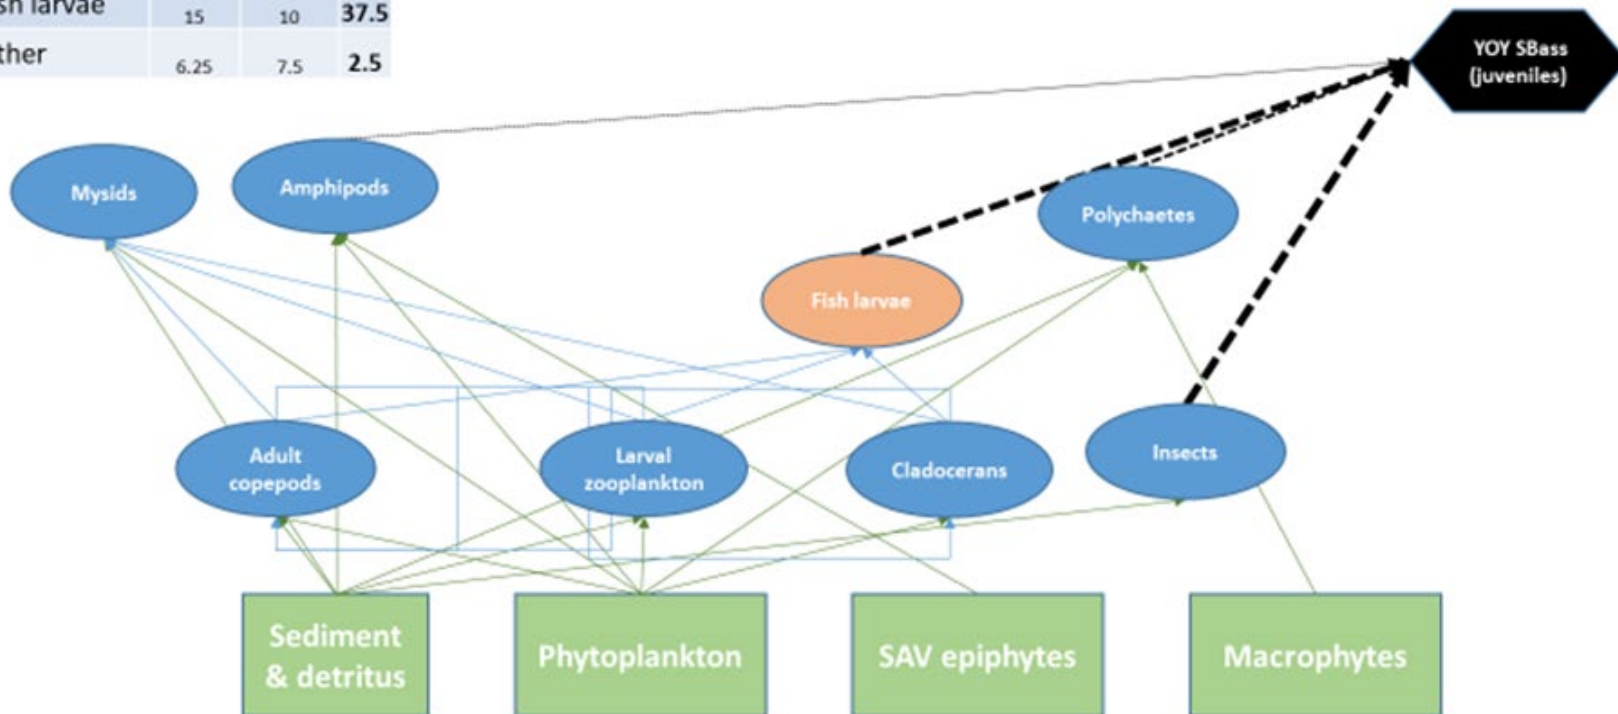 sh larvae 15 10 37.5
ther 6.25 7.5 2.5
YOY SBass
(juveniles)
Mysids
Amphipods
Polychaetes
Fish larvae
Adult
copepods
Larval
zooplankton
Cladocerans
Insects
Sediment
& detritus
Phytoplankton
SAV epiphytes
Macrophytes